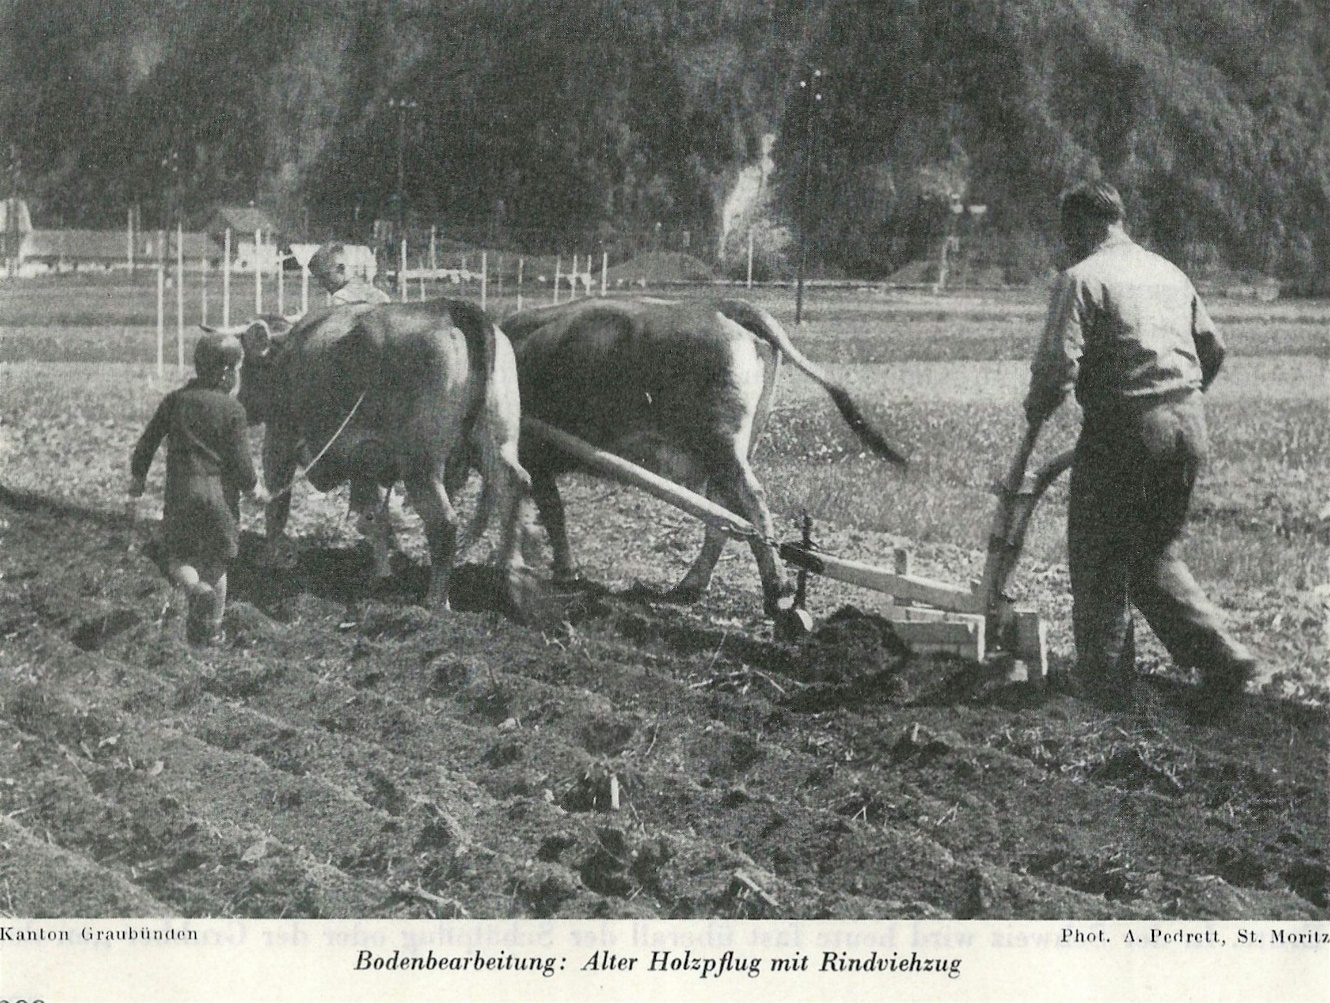 Kanton Graubünden
Phot. A. Pedrett, St. Moritz
Bodenbearbeitung: Alter Holzpflug mit Rindviehzug